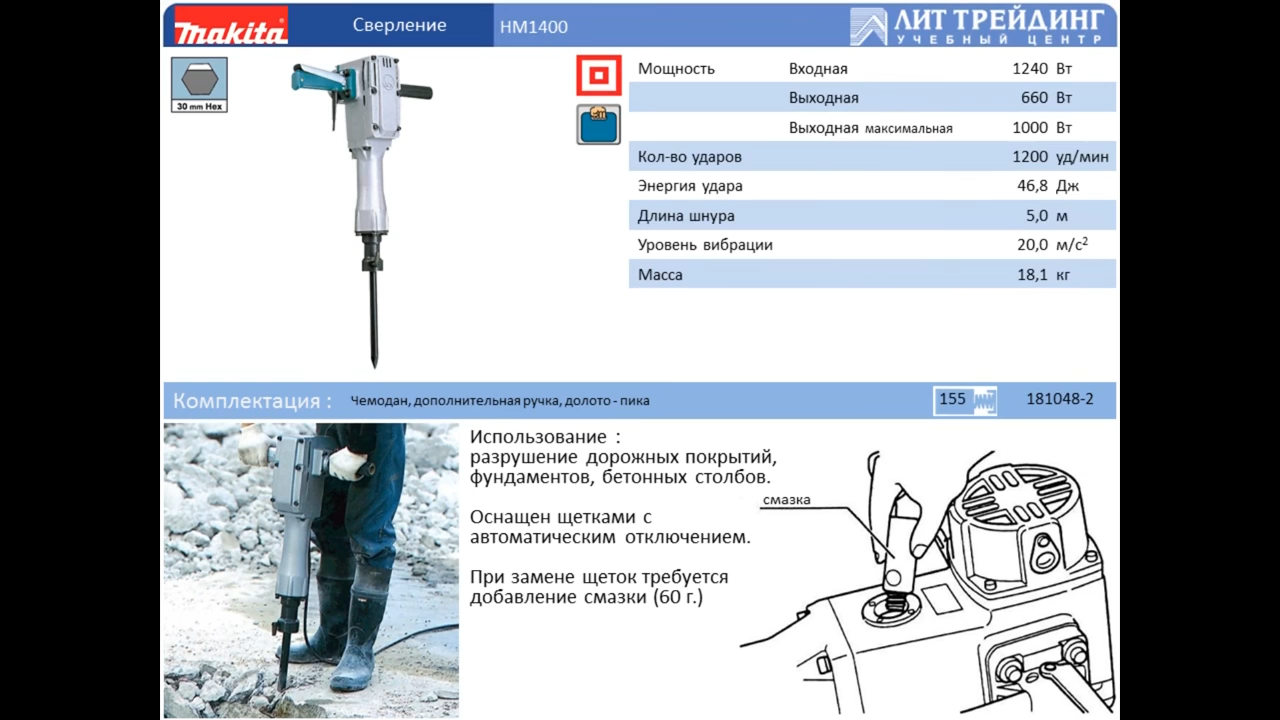 makita
Сверление
HM1400
ЛИТ ТРЕЙДИНГ
УЧЕБНЫЙ ЦЕНТР
30 mm Hex
Мощность Входная 1240 Вт
Выходная 660 Вт
Выходная максимальная 1000 Вт
Кол-во ударов 1200 уд/мин
Энергия удара 46,8 Дж
Длина шнура 5,0 м
Уровень вибрации 20,0 м/с²
Масса 18,1 кг
Комплектация : Чемодан, дополнительная ручка, долото - пика 155 181048-2
Использование :
разрушение дорожных покрытий,
фундаментов, бетонных столбов.
смазка
Оснащен щетками с
автоматическим отключением.
При замене щеток требуется
добавление смазки (60 г.)